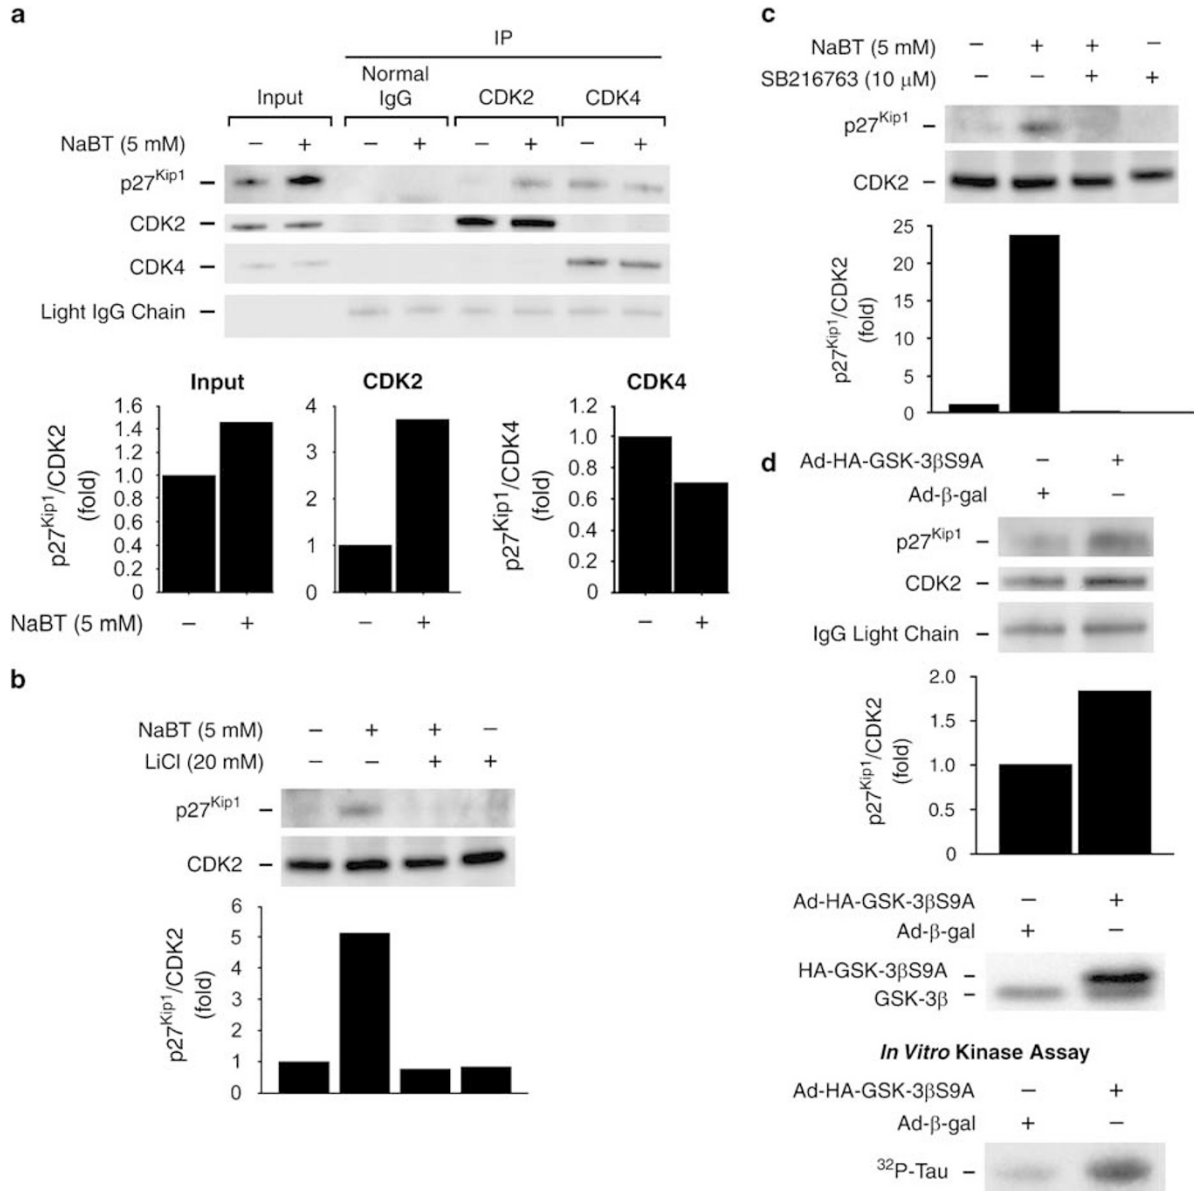 a
IP
Normal
IgG
Input
CDK2
CDK4
NaBT (5 mM) − + − + − + − +
p27Kip1 −
CDK2 −
CDK4 −
Light IgG Chain −
Input
CDK2
CDK4
p27Kip1/CDK2
(fold)
1.6
1.4
1.2
1.0
0.8
0.6
0.4
0.2
0
4
3
2
1
0
p27Kip1/CDK4
(fold)
1.2
1.0
0.8
0.6
0.4
0.2
0
NaBT (5 mM) − + − + − +
b
NaBT (5 mM) − + + −
LiCl (20 mM) − − + +
p27Kip1 −
CDK2 −
p27Kip1/CDK2
(fold)
6
5
4
3
2
1
0
c
NaBT (5 mM) − + + −
SB216763 (10 μM) − − + +
p27Kip1 −
CDK2 −
p27Kip1/CDK2
(fold)
25
20
15
10
5
0
d
Ad-HA-GSK-3βS9A − +
Ad-β-gal + −
p27Kip1 −
CDK2 −
IgG Light Chain −
p27Kip1/CDK2
(fold)
2.0
1.5
1.0
0.5
0
Ad-HA-GSK-3βS9A − +
Ad-β-gal + −
HA-GSK-3βS9A −
GSK-3β −
In Vitro Kinase Assay
Ad-HA-GSK-3βS9A − +
Ad-β-gal + −
32P-Tau −